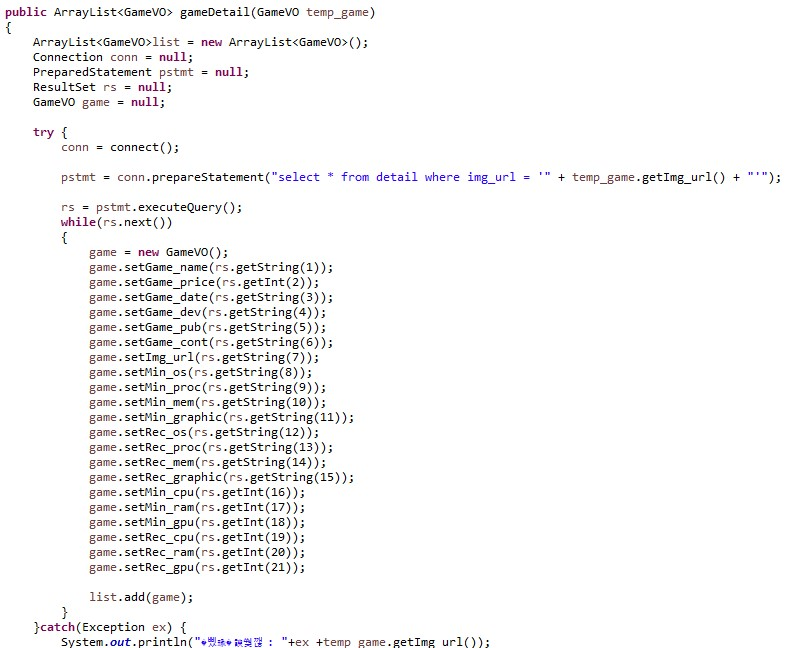 public ArrayList<GameVO> gameDetail(GameVO temp_game)
{
    ArrayList<GameVO>list = new ArrayList<GameVO>();
    Connection conn = null;
    PreparedStatement pstmt = null;
    ResultSet rs = null;
    GameVO game = null;

    try {
        conn = connect();

        pstmt = conn.prepareStatement("select * from detail where img_url = '" + temp_game.getImg_url() + "'");

        rs = pstmt.executeQuery();
        while(rs.next())
        {
            game = new GameVO();
            game.setGame_name(rs.getString(1));
            game.setGame_price(rs.getInt(2));
            game.setGame_date(rs.getString(3));
            game.setGame_dev(rs.getString(4));
            game.setGame_pub(rs.getString(5));
            game.setGame_cont(rs.getString(6));
            game.setImg_url(rs.getString(7));
            game.setMin_os(rs.getString(8));
            game.setMin_proc(rs.getString(9));
            game.setMin_mem(rs.getString(10));
            game.setMin_graphic(rs.getString(11));
            game.setRec_os(rs.getString(12));
            game.setRec_proc(rs.getString(13));
            game.setRec_mem(rs.getString(14));
            game.setRec_graphic(rs.getString(15));
            game.setMin_cpu(rs.getInt(16));
            game.setMin_ram(rs.getInt(17));
            game.setMin_gpu(rs.getInt(18));
            game.setRec_cpu(rs.getInt(19));
            game.setRec_ram(rs.getInt(20));
            game.setRec_gpu(rs.getInt(21));

            list.add(game);
        }
    }catch(Exception ex) {
        System.out.println(" : "+ex +temp_game.getImg_url());